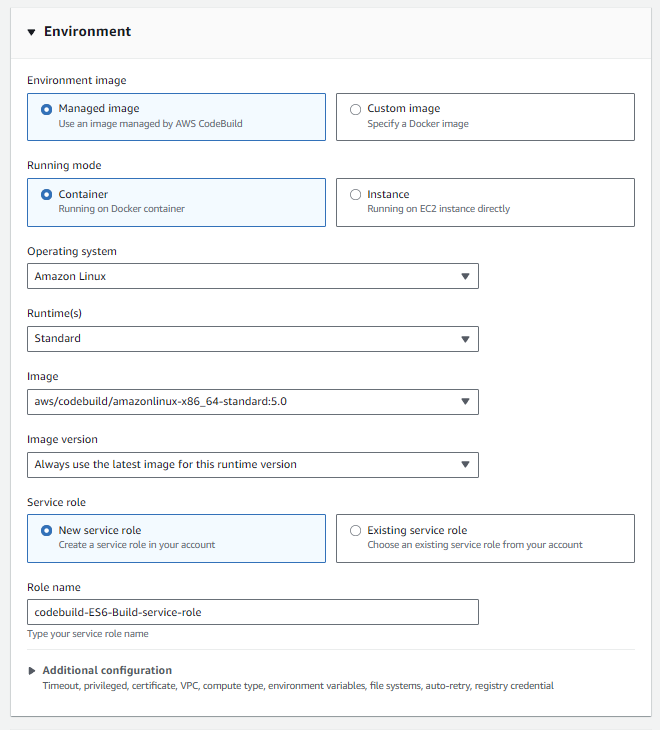 Environment
Environment image
Managed image
Use an image managed by AWS CodeBuild
Custom image
Specify a Docker image
Running mode
Container
Running on Docker container
Instance
Running on EC2 instance directly
Operating system
Amazon Linux
Runtime(s)
Standard
Image
aws/codebuild/amazonlinux-x86_64-standard:5.0
Image version
Always use the latest image for this runtime version
Service role
New service role
Create a service role in your account
Existing service role
Choose an existing service role from your account
Role name
codebuild-ES6-Build-service-role
Type your service role name
Additional configuration
Timeout, privileged, certificate, VPC, compute type, environment variables, file systems, auto-retry, registry credential